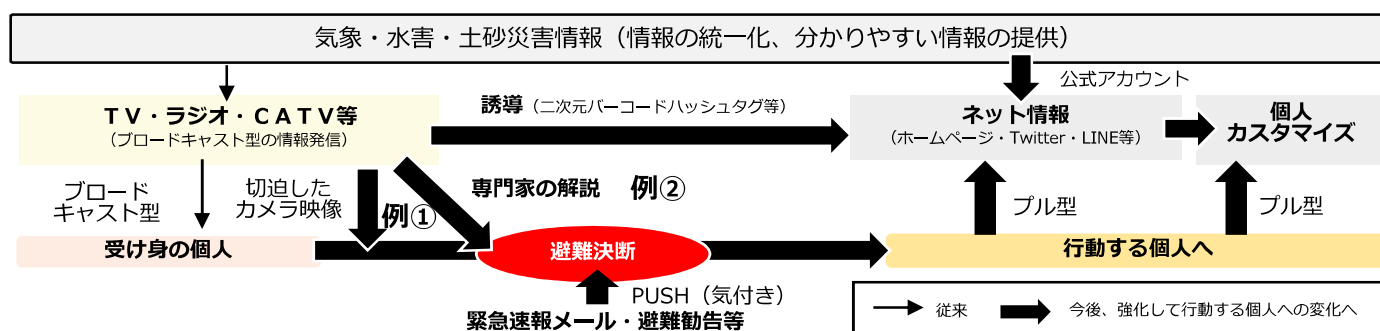 気象・水害・土砂災害情報（情報の統一化、分かりやすい情報の提供）
公式アカウント
ＴＶ・ラジオ・ＣＡＴＶ等
（ブロードキャスト型の情報発信）
誘導（二次元バーコードハッシュタグ等）
ネット情報
（ホームページ・Twitter・LINE等）
個人
カスタマイズ
ブロード
キャスト型
切迫した
カメラ映像
例①
専門家の解説　例②
プル型
プル型
受け身の個人
避難決断
行動する個人へ
PUSH（気付き）
緊急速報メール・避難勧告等
従来
今後、強化して行動する個人への変化へ